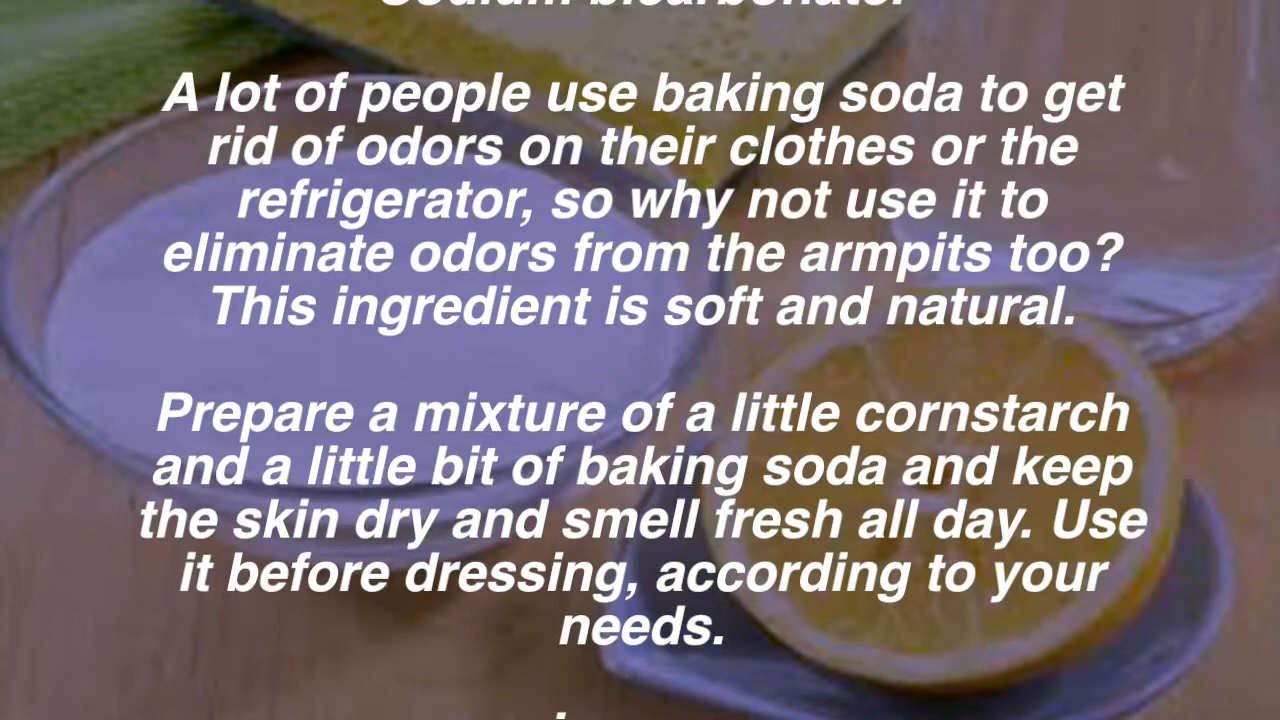 Sodium bicarbonate.
A lot of people use baking soda to get
rid of odors on their clothes or the
refrigerator, so why not use it to
eliminate odors from the armpits too?
This ingredient is soft and natural.
Prepare a mixture of a little cornstarch
and a little bit of baking soda and keep
the skin dry and smell fresh all day. Use
it before dressing, according to your
needs.